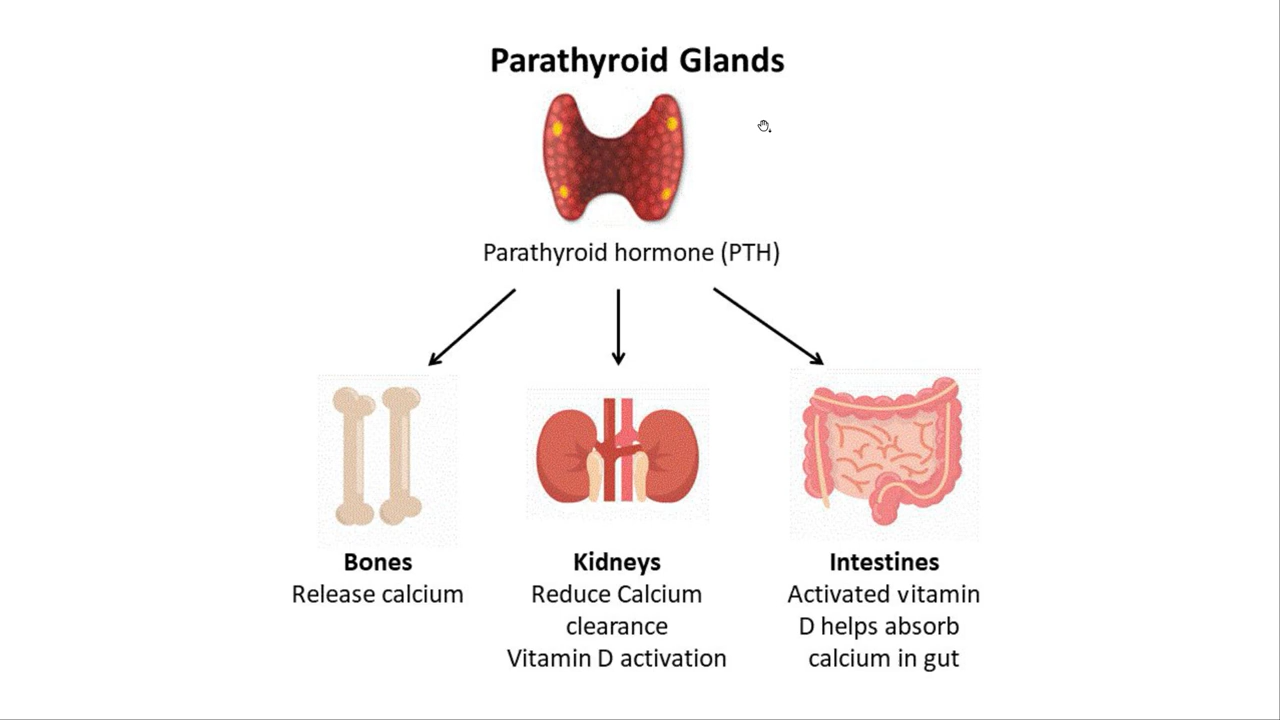 Parathyroid Glands
Parathyroid hormone (PTH)
Bones
Release calcium
Kidneys
Reduce Calcium
clearance
Vitamin D activation
Intestines
Activated vitamin
D helps absorb
calcium in gut